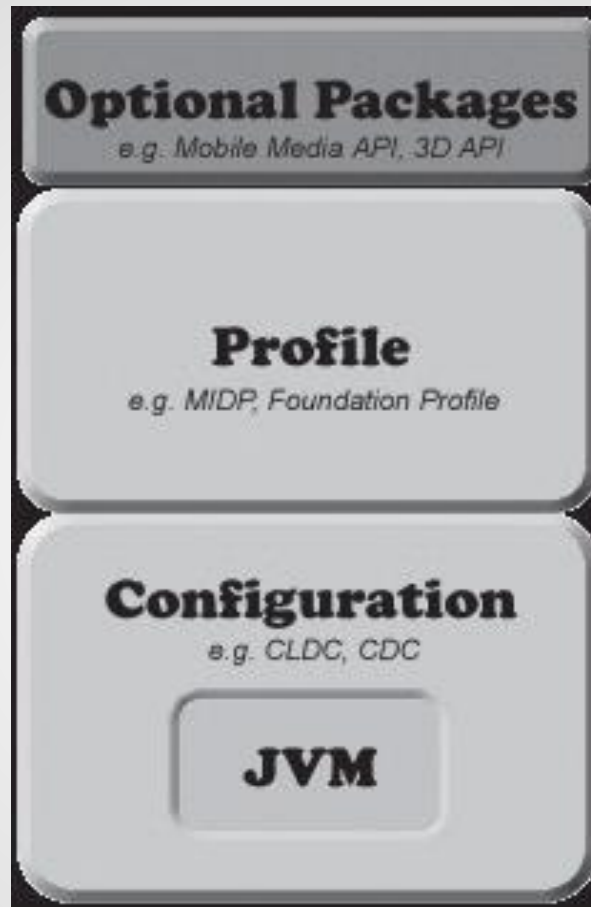 Optional Packages
e.g. Mobile Media API, 3D API
Profile
e.g. MIDP, Foundation Profile
Configuration
e.g. CLDC, CDC
JVM